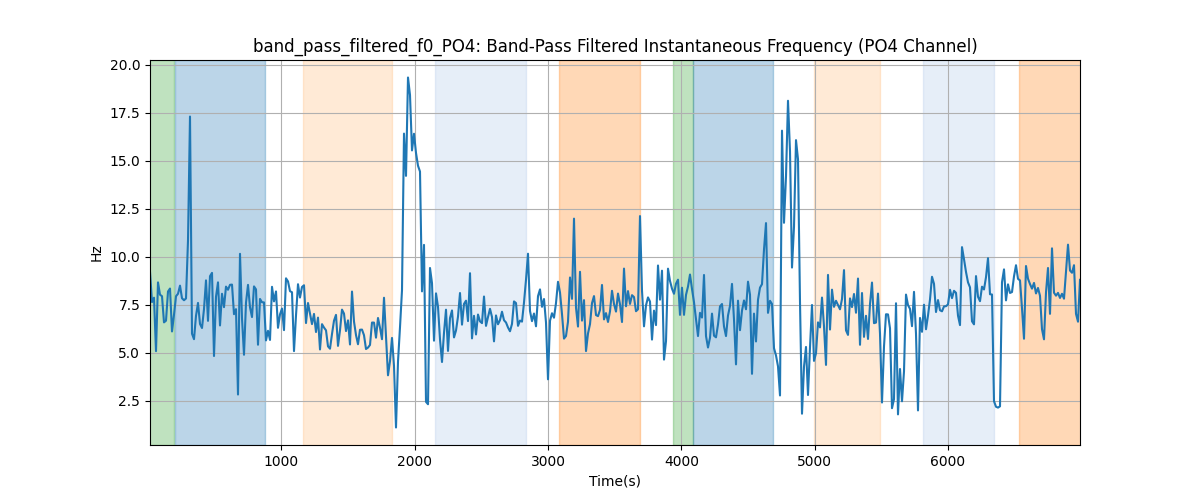 band_pass_filtered_f0_PO4: Band-Pass Filtered Instantaneous Frequency (PO4 Channel)
20.0
17.5
15.0
12.5
10.0
7.5
5.0
2.5
Hz
1000 2000 3000 4000 5000 6000
Time(s)